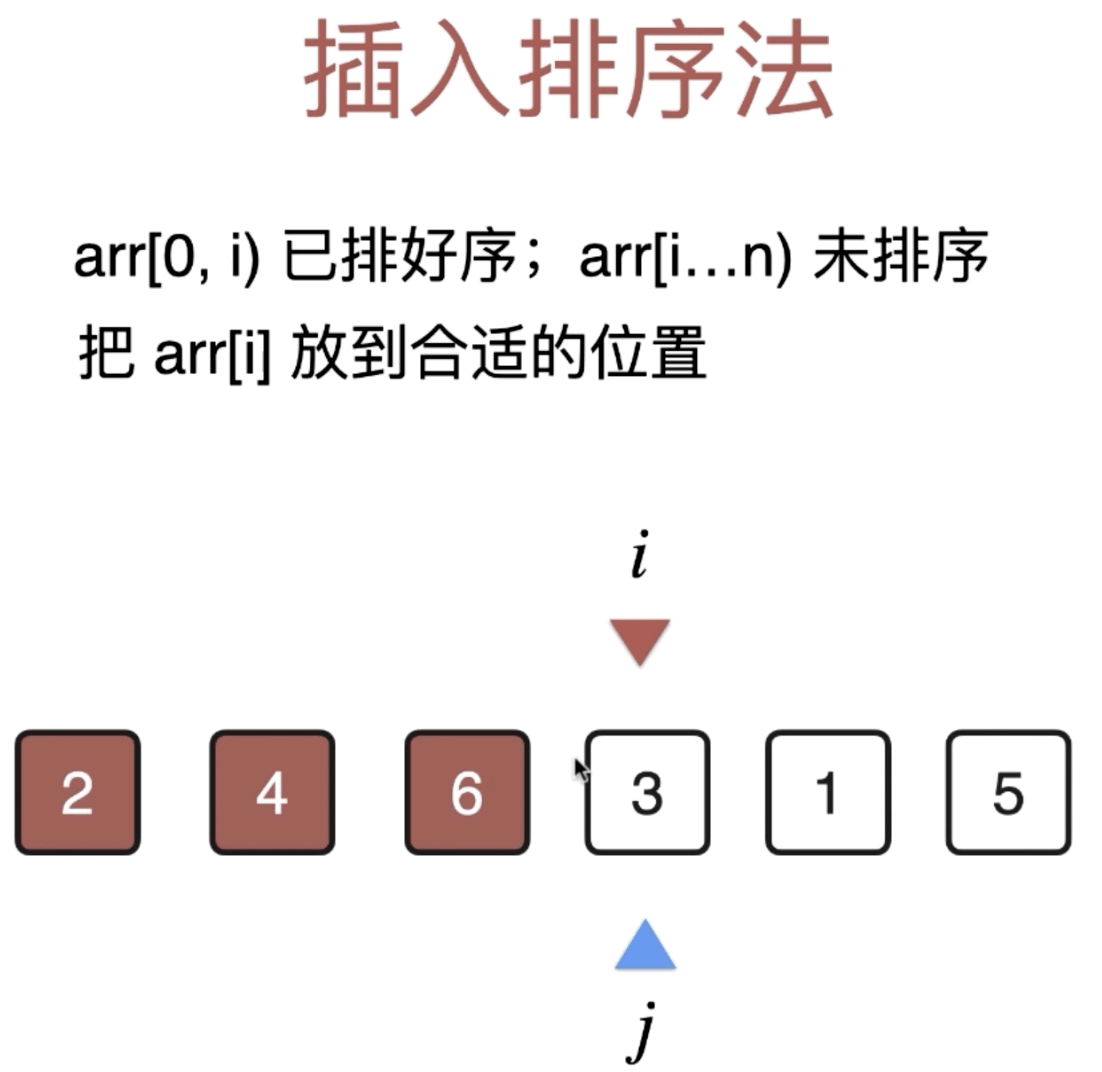 插入排序法
arr[0, i) 已排好序；arr[i…n) 未排序
把 arr[i] 放到合适的位置
i
2 4 6 3 1 5
j